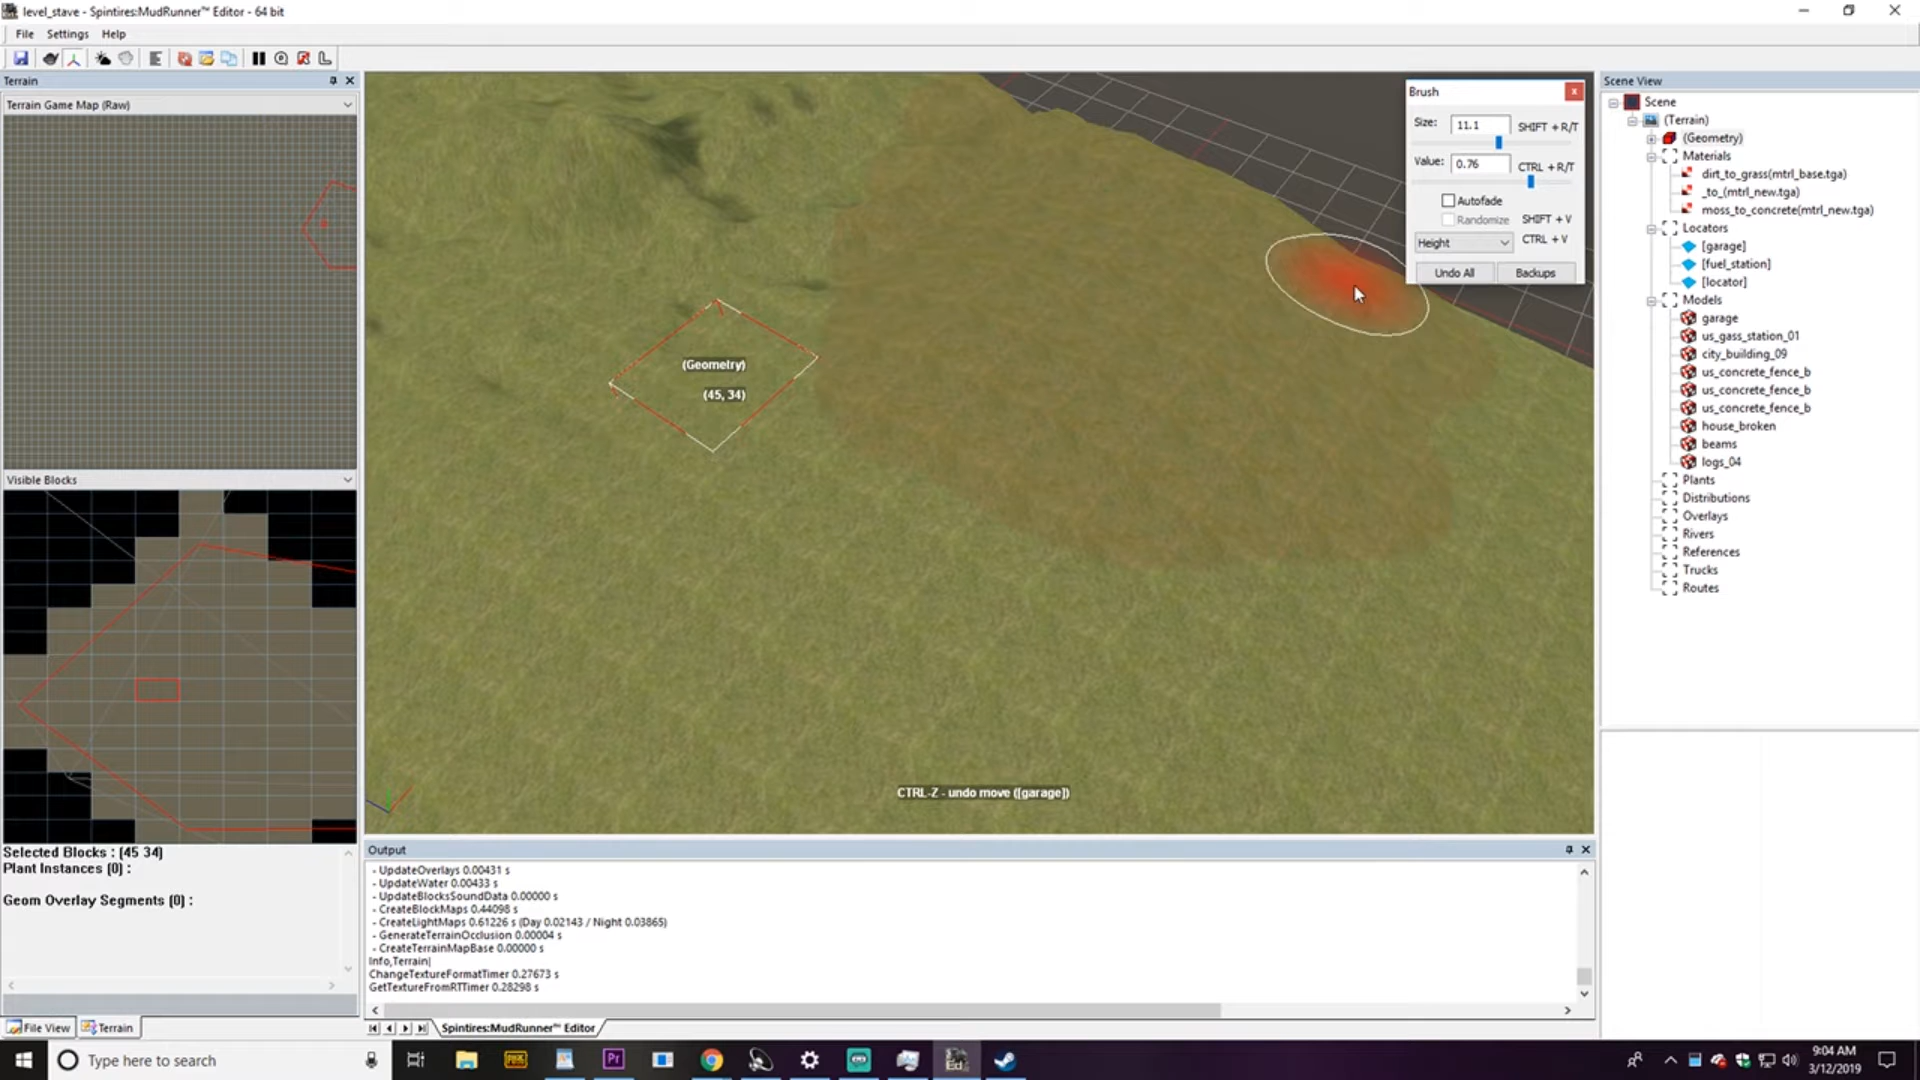 level_stave - Spintires:MudRunner™ Editor - 64 bit
File Settings Help
Terrain
Terrain Game Map (Raw)
Visible Blocks
Selected Blocks : (45 34)
Plant Instances (0) :
Geom Overlay Segments (0) :
File View
Terrain
(Geometry)
(45, 34)
CTRL-Z - undo move ([garage])
Brush
Size: 11.1 SHIFT + R/T
Value: 0.76 CTRL + R/T
Autofade
Randomize SHIFT + V
Height CTRL + V
Undo All Backups
Output
- UpdateOverlays 0.00431 s
- UpdateWater 0.00433 s
- UpdateBlocksSoundData 0.00000 s
- CreateBlockMaps 0.44098 s
- CreateLightMaps 0.61226 s (Day 0.02143 / Night 0.03865)
- GenerateTerrainOcclusion 0.00004 s
- CreateTerrainMapBase 0.00000 s
Info,Terrain|
ChangeTextureFormatTimer 0.27673 s
GetTextureFromRTTimer 0.28298 s
Spintires:MudRunner™ Editor
Scene View
Scene
(Terrain)
(Geometry)
Materials
dirt_to_grass(mtrl_base.tga)
_to_(mtrl_new.tga)
moss_to_concrete(mtrl_new.tga)
Locators
[garage]
[fuel_station]
[locator]
Models
garage
us_gass_station_01
city_building_09
us_concrete_fence_b
us_concrete_fence_b
us_concrete_fence_b
house_broken
beams
logs_04
Plants
Distributions
Overlays
Rivers
References
Trucks
Routes
Type here to search
Pr
Ed
9:04 AM
3/12/2019